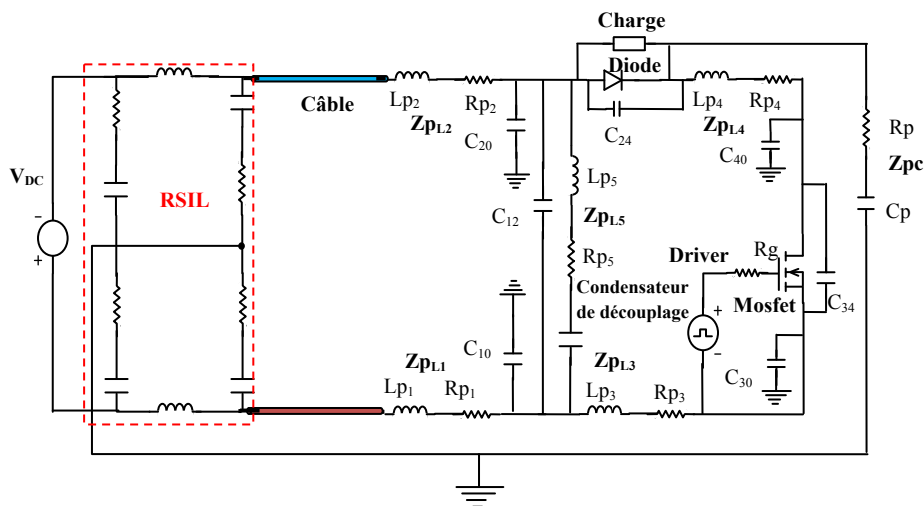 Charge
Diode
Câble
Lp2
Rp2
ZpL2
C20
C24
Lp4
Rp4
ZpL4
C40
Rp
Zpc
Cp
VDC
-
+
RSIL
C12
Lp5
ZpL5
Rp5
Driver
Rg
Condensateur
de découplage
Mosfet
C34
+
-
C10
ZpL1
Lp1
Rp1
ZpL3
Lp3
Rp3
C30